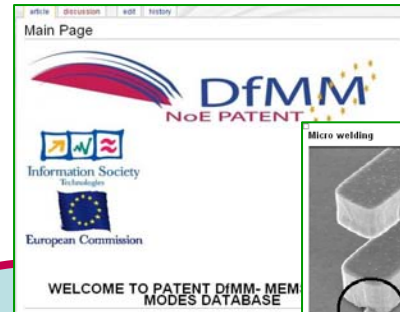 article discussion edit history
Main Page
DfMM
NoE PATENT
Micro welding
Information Society
Technologies
European Commission
WELCOME TO PATENT DfMM- MEMS
MODES DATABASE